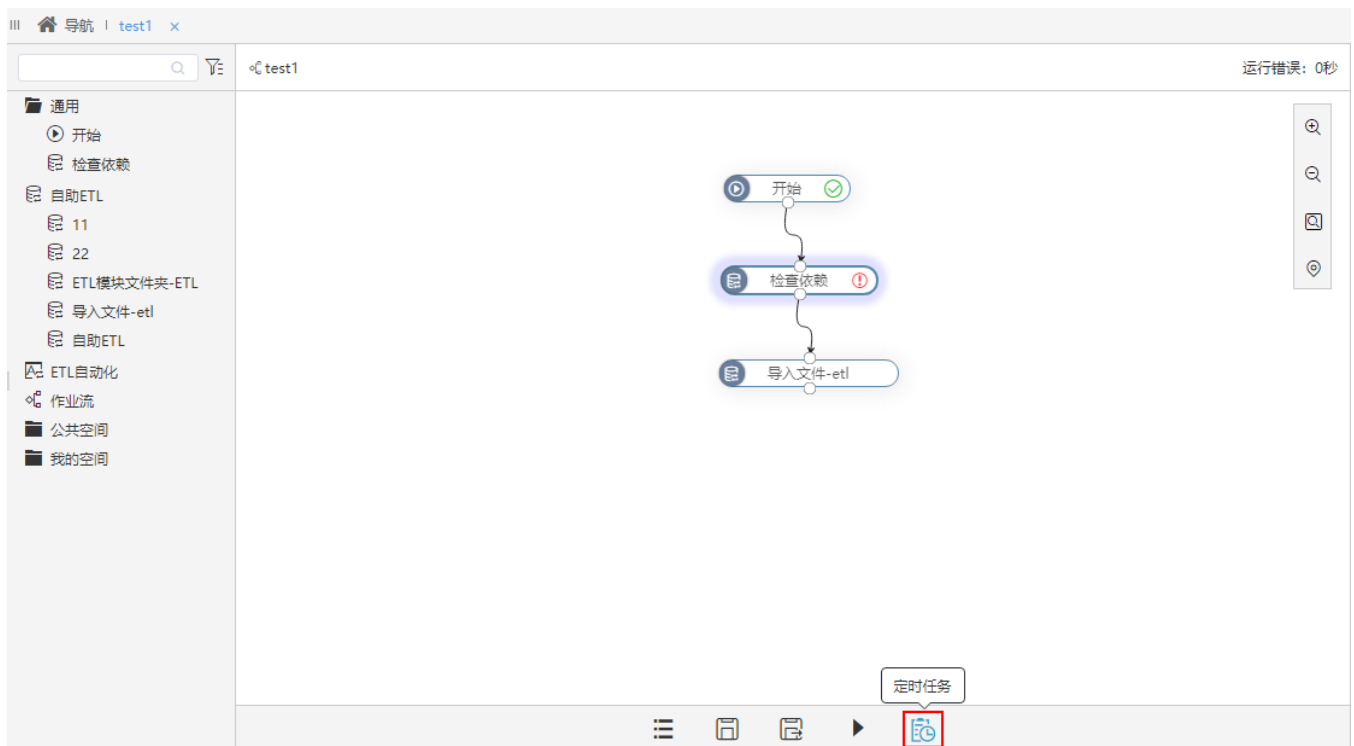 导航 test1 ×
test1 运行错误：0秒
通用
开始
检查依赖
自助ETL
11
22
ETL模块文件夹-ETL
导入文件-etl
自助ETL
ETL自动化
作业流
公共空间
我的空间
开始
检查依赖
导入文件-etl
定时任务